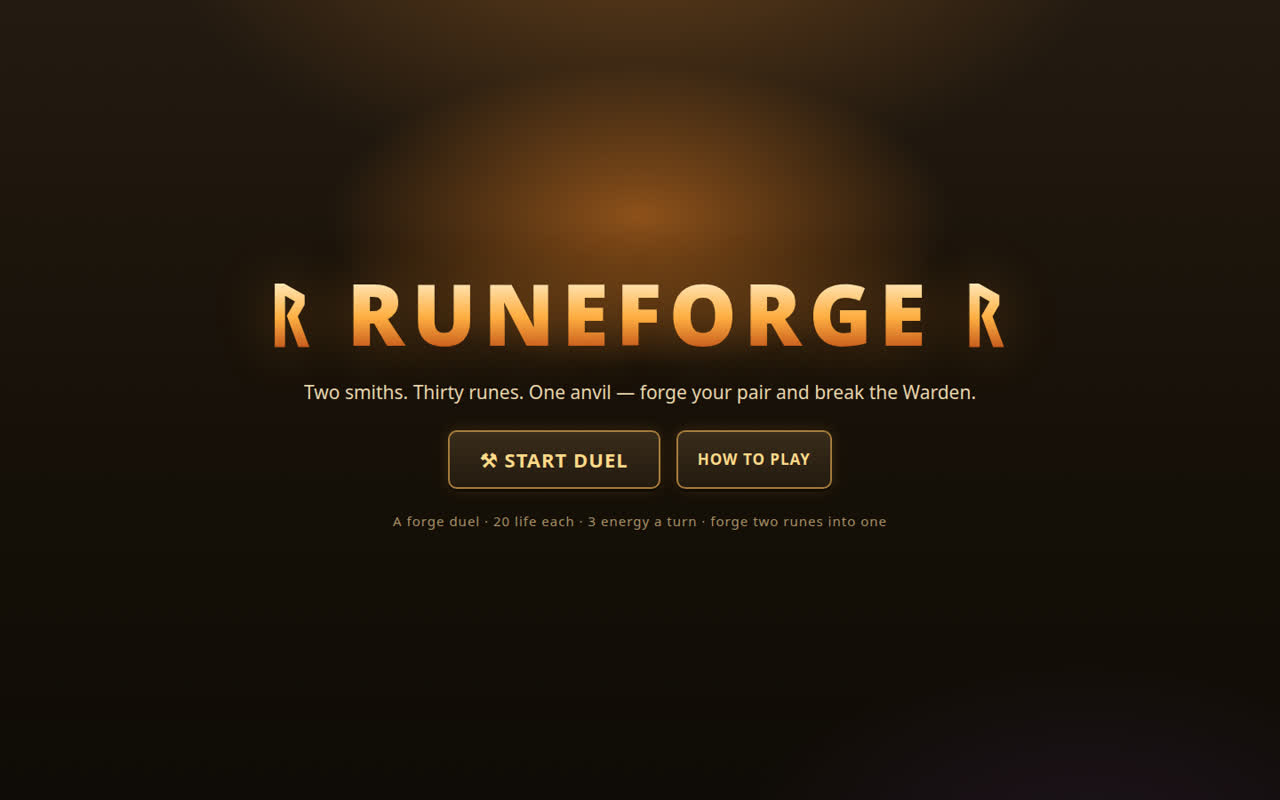 ᚱ RUNEFORGE ᚱ
Two smiths. Thirty runes. One anvil — forge your pair and break the Warden.
⚒ START DUEL
HOW TO PLAY
A forge duel · 20 life each · 3 energy a turn · forge two runes into one